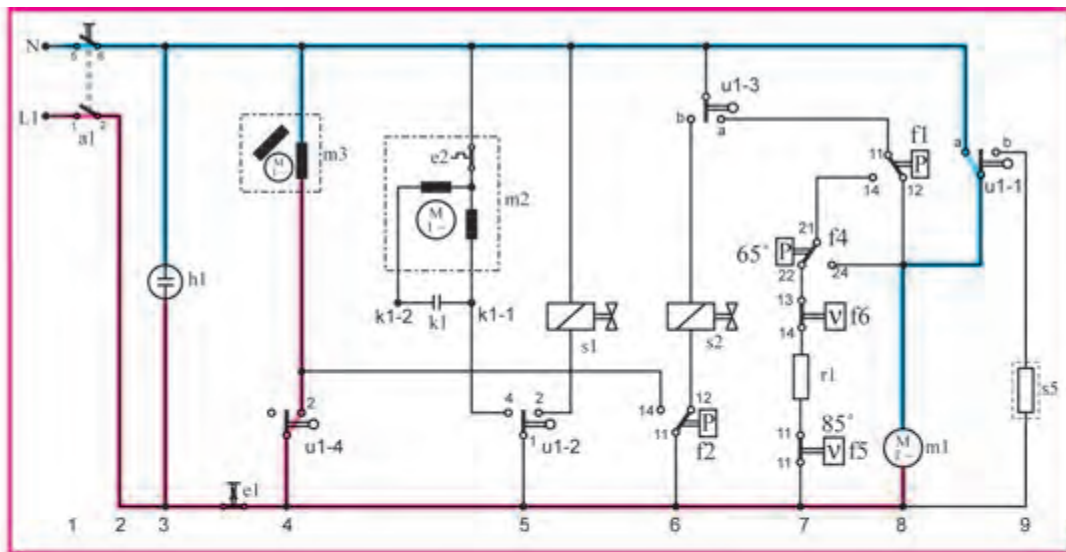 N 5 6
u1-3
L1 1 2
a1
b a
f1
11 P
14 12
a b
u1-1
M 1~
m3
e2
M 1~
m2
21
f4
65° P
22 24
h1
k1-2 k1 k1-1
s1
s2
13
14 V f6
r1
s5
2
u1-4
4 2
1
u1-2
14 12
11 P
f2
11 85°
11 V f5
M 1~ m1
e1
1 2 3 4 5 6 7 8 9